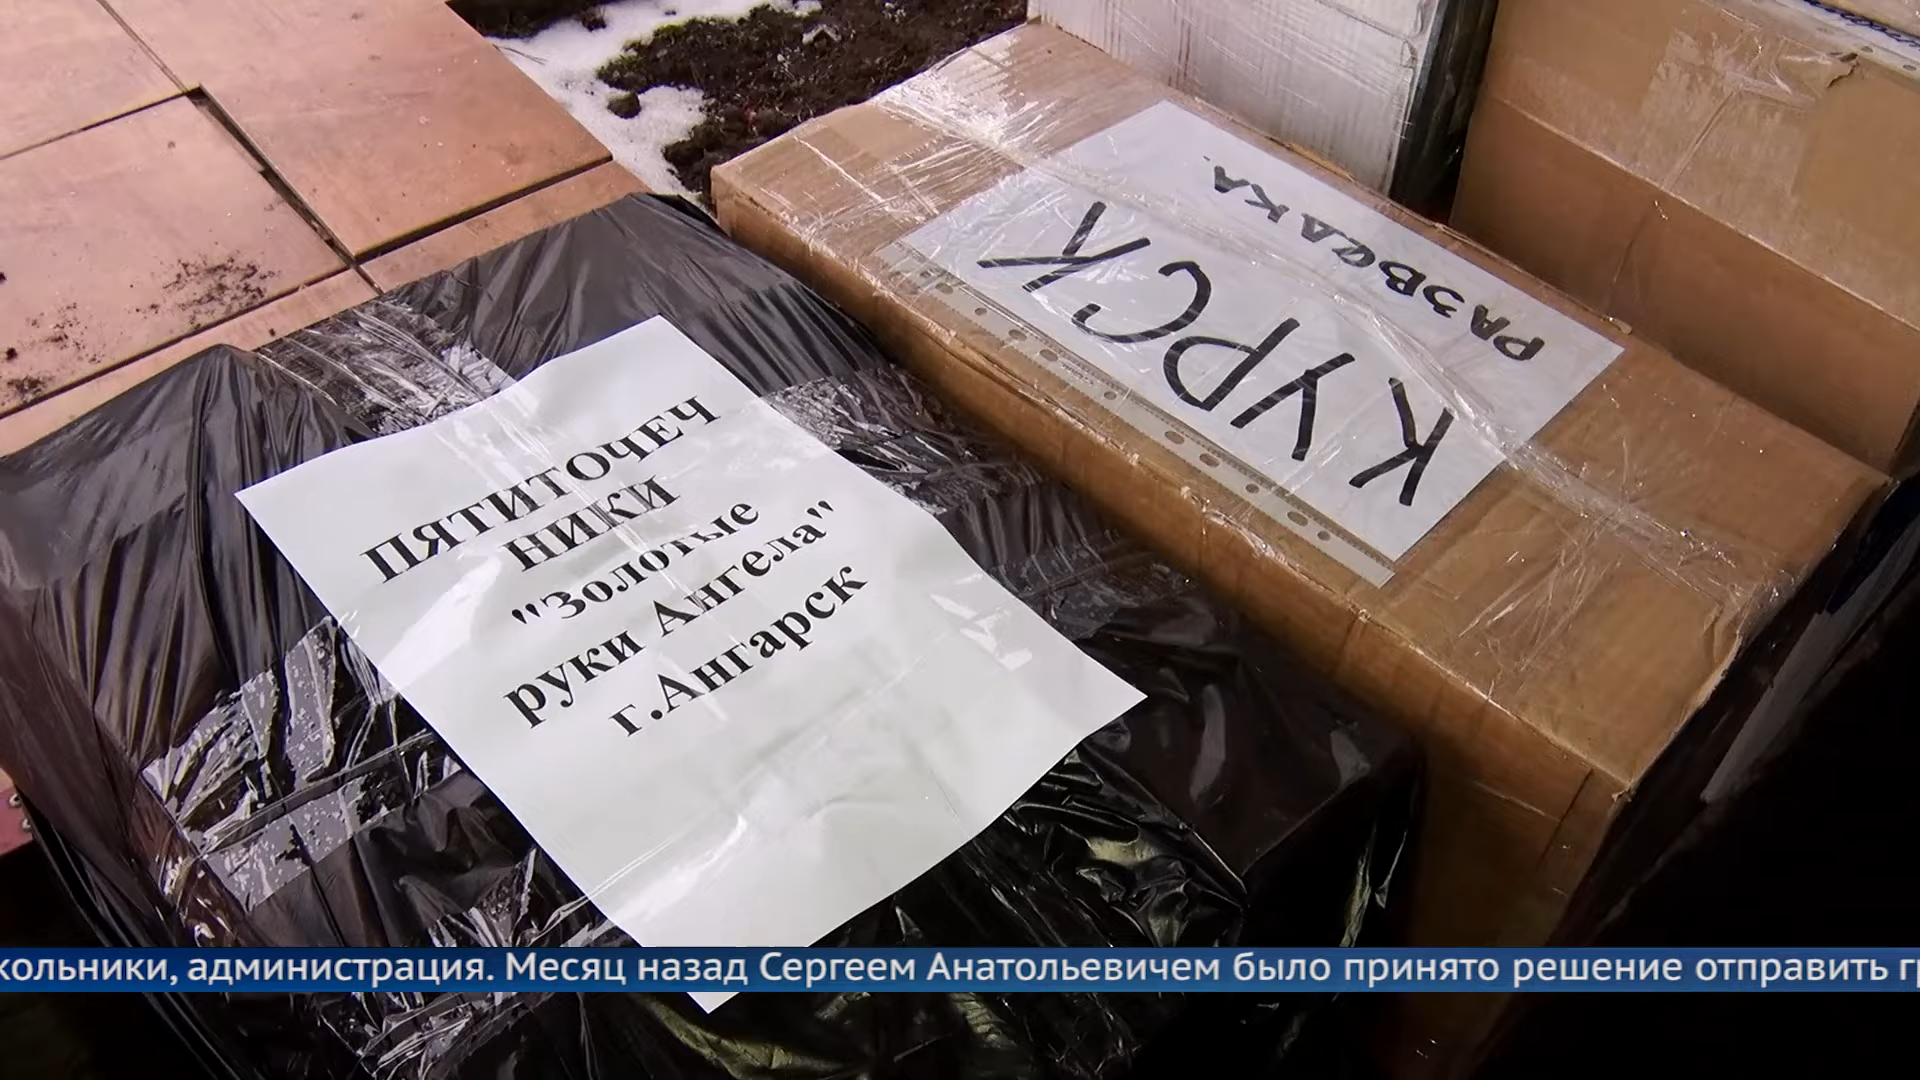 ПЯТИТОЧЕЧ
НИКИ
"Золотые
руки Ангела"
г.Ангарск
КУРСК
РАЗВЕДКА
кольники, администрация. Месяц назад Сергеем Анатольевичем было принято решение отправить г